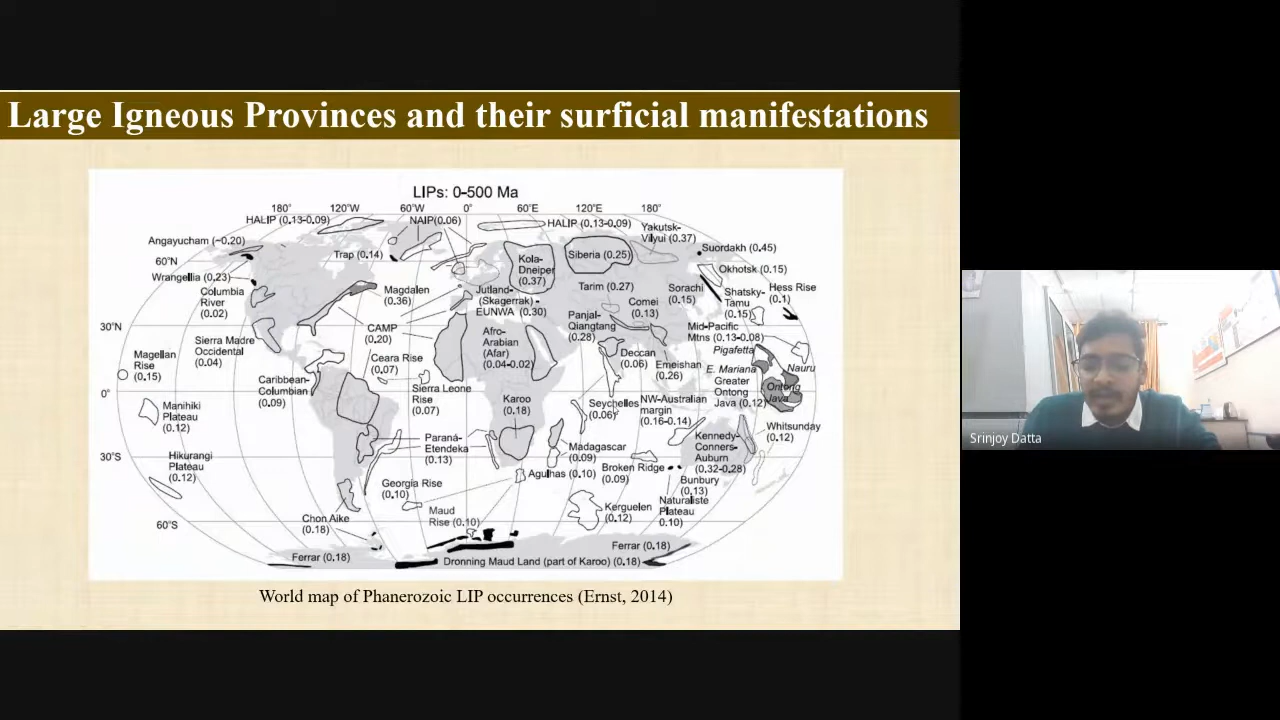 Large Igneous Provinces and their surficial manifestations
LIPs: 0-500 Ma
180°
120°W
60°W
0°
60°E
120°E
180°
HALIP (0.13-0.09)
NAIP(0.06)
HALIP (0.13-0.09)
Yakutsk-
Vilyui (0.37)
Angayucham (~0.20)
Trap (0.14)
Kola-
Dneiper
(0.37)
Siberia (0.25)
Suordakh (0.45)
60°N
Okhotsk (0.15)
Wrangellia (0.23)
Columbia
River
(0.02)
Magdalen
(0.36)
Jutland-
(Skagerrak) -
EUNWA (0.30)
Tarim (0.27)
Comei
(0.13)
Sorachi
(0.15)
Shatsky-
Tamu
(0.15)
Hess Rise
(0.1)
30°N
CAMP
(0.20)
Afro-
Arabian
(Afar)
(0.04-0.02)
Panjal-
Qiangtang
(0.28)
Mid-Pacific
Mtns (0.13-0.08)
Pigafetta
Sierra Madre
Occidental
(0.04)
Magellan
Rise
(0.15)
Ceara Rise
(0.07)
Deccan
(0.06)
Emeishan
(0.26)
E. Mariana
Nauru
Caribbean-
Columbian
(0.09)
Sierra Leone
Rise
(0.07)
Greater
Ontong
Java (0.12)
Ontong
Java
0°
Manihiki
Plateau
(0.12)
Karoo
(0.18)
Seychelles
(0.06)
NW-Australian
margin
(0.16-0.14)
Whitsunday
(0.12)
30°S
Paraná-
Etendeka
(0.13)
Madagascar
(0.09)
Kennedy-
Conners-
Auburn
(0.32-0.28)
Hikurangi
Plateau
(0.12)
Agulhas (0.10)
Broken Ridge
(0.09)
Bunbury
(0.13)
Georgia Rise
(0.10)
Naturaliste
Plateau
0.10)
60°S
Chon Aike
(0.18)
Maud
Rise (0.10)
Kerguelen
(0.12)
Ferrar (0.18)
Ferrar (0.18)
Dronning Maud Land (part of Karoo) (0.18)
World map of Phanerozoic LIP occurrences (Ernst, 2014)
Srinjoy Datta